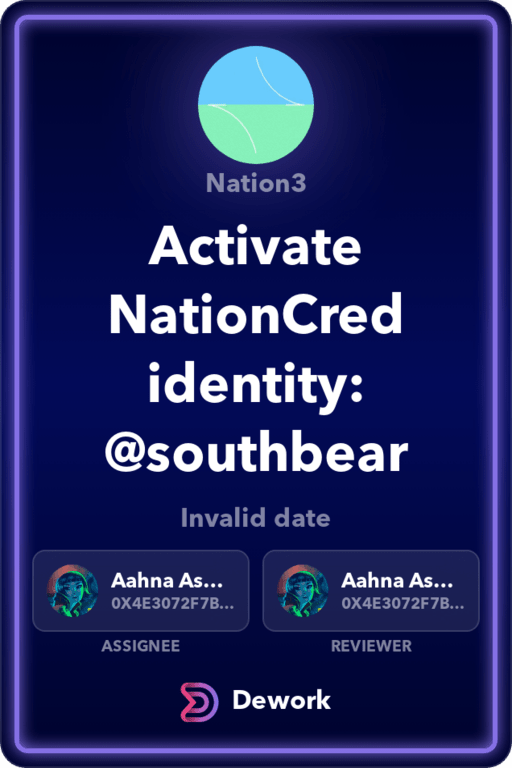 Nation3
Activate
NationCred
identity:
@southbear
Invalid date
Aahna As... Aahna As...
0X4E3072F7B... 0X4E3072F7B...
ASSIGNEE REVIEWER
Dework